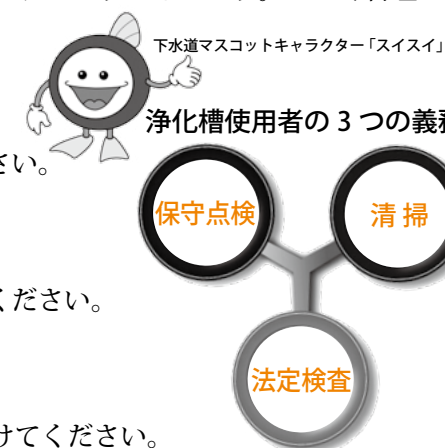 下水道マスコットキャラクター「スイスイ」
浄化槽使用者の3つの義務
さい。
保守点検
清掃
ください。
法定検査
けてください。